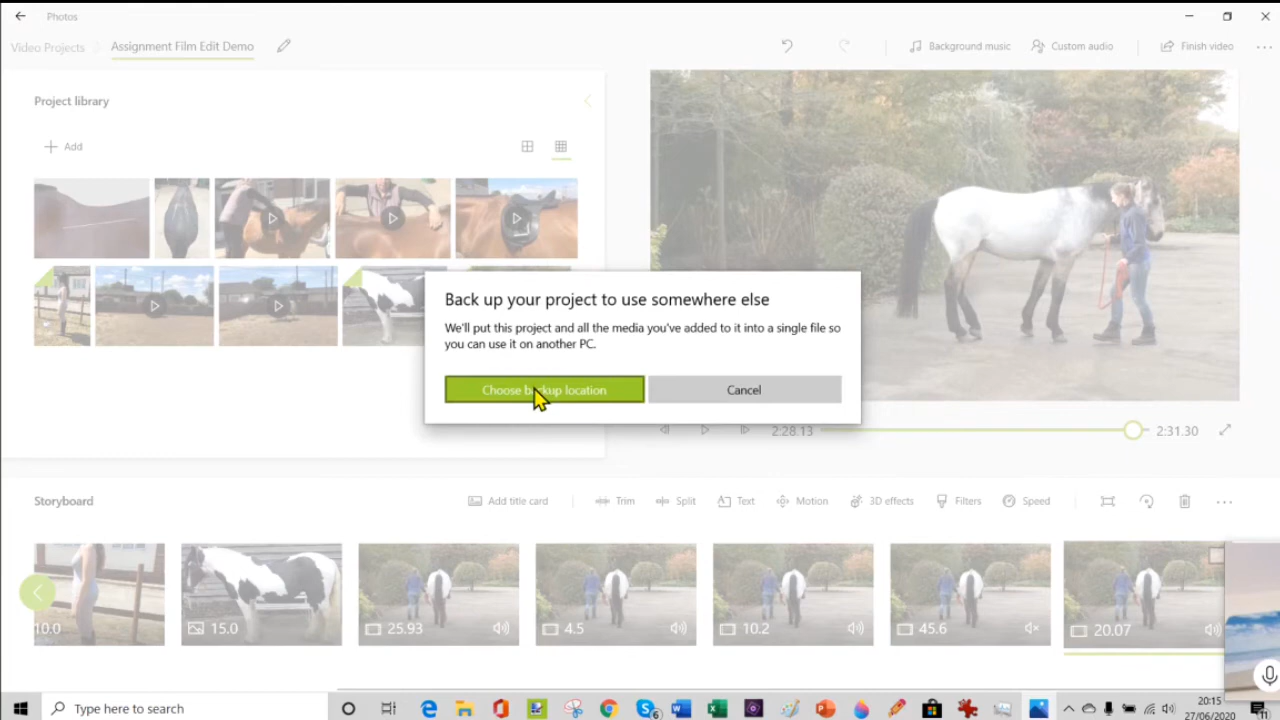 Photos
Video Projects
Assignment Film Edit Demo
Background music
Custom audio
Finish video
Project library
Add
Back up your project to use somewhere else
We'll put this project and all the media you've added to it into a single file so
you can use it on another PC.
Choose backup location
Cancel
2:28.13
2:31.30
Storyboard
Add title card
Trim
Split
Text
Motion
3D effects
Filters
Speed
10.0
15.0
25.93
4.5
10.2
45.6
20.07
Type here to search
6
20:15
27/06/2020
11